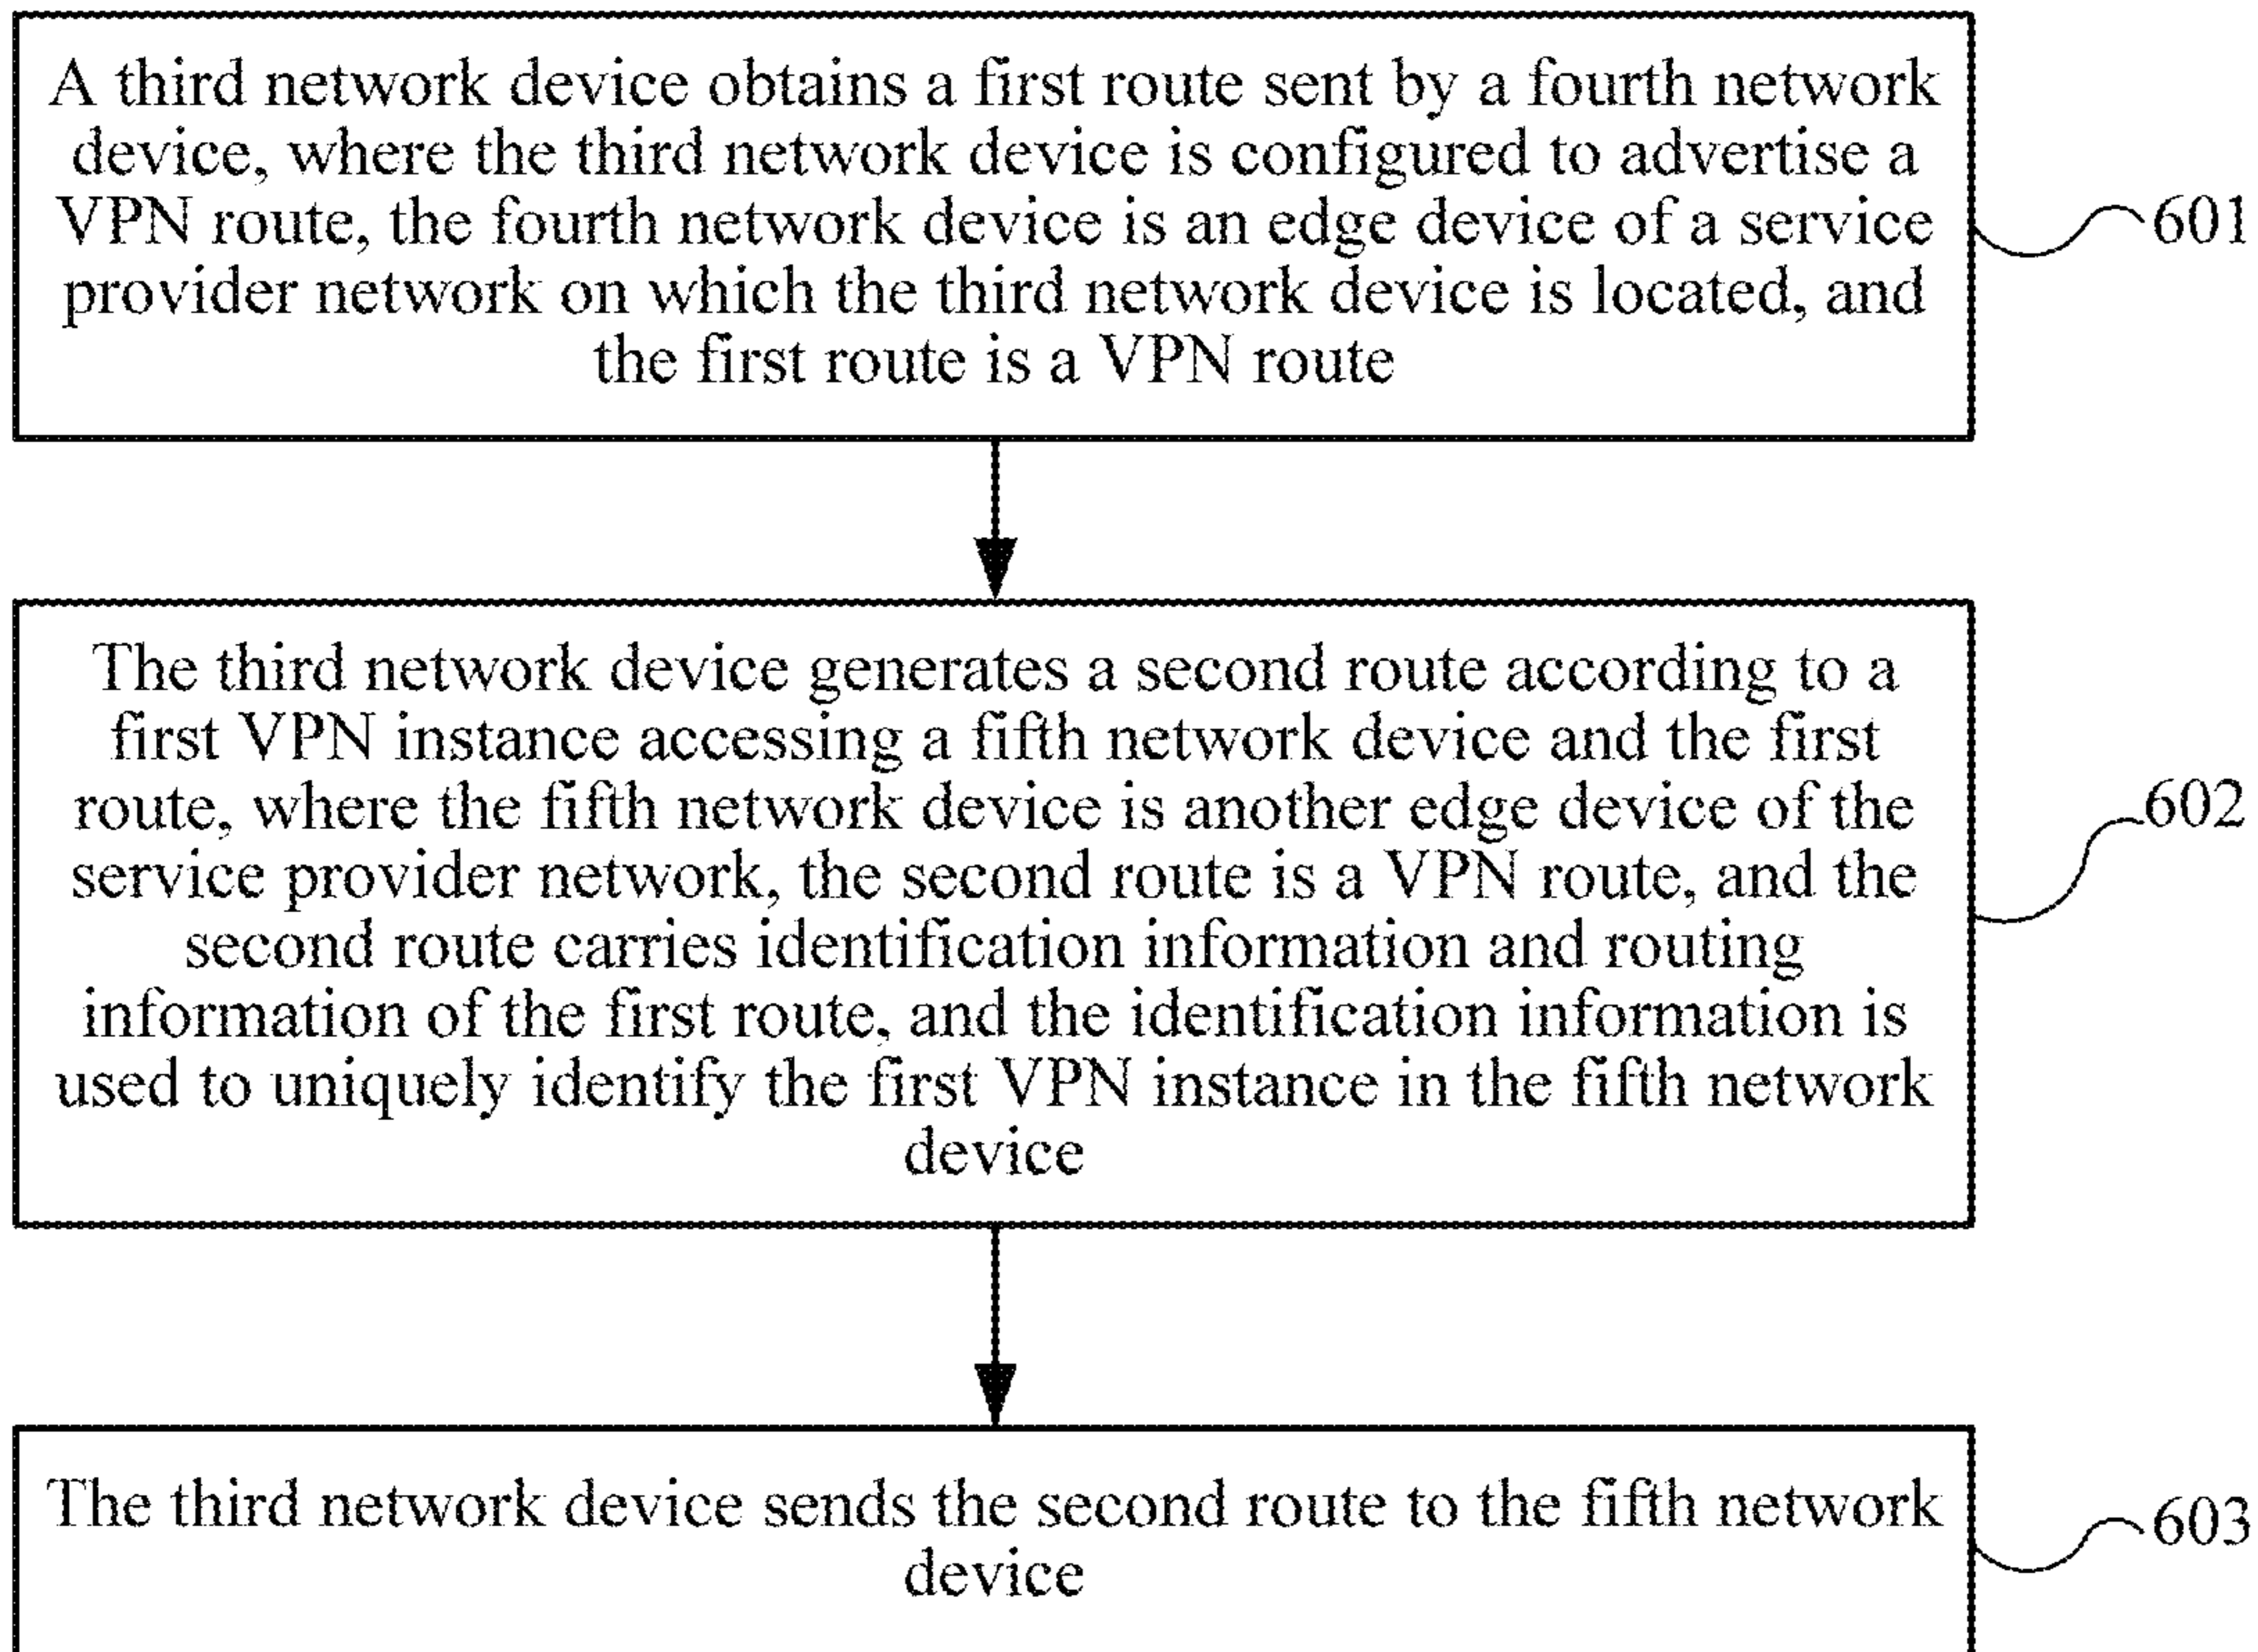 A third network device obtains a first route sent by a fourth network
device, where the third network device is configured to advertise a
VPN route, the fourth network device is an edge device of a service
provider network on which the third network device is located, and
the first route is a VPN route
601
The third network device generates a second route according to a
first VPN instance accessing a fifth network device and the first
route, where the fifth network device is another edge device of the
service provider network, the second route is a VPN route, and the
second route carries identification information and routing
information of the first route, and the identification information is
used to uniquely identify the first VPN instance in the fifth network
device
602
The third network device sends the second route to the fifth network
device
603